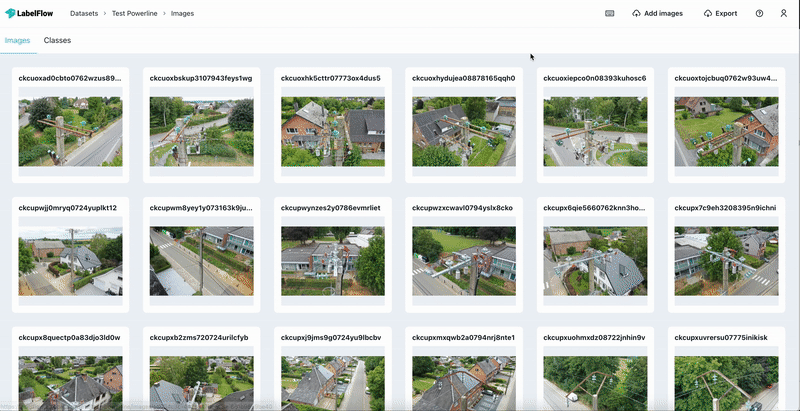 LabelFlow
Datasets > Test Powerline > Images
Add images
Export
Images
Classes
ckcuoxad0cbto0762wzus89...
ckcuoxbskup3107943feys1wg
ckcuoxhk5cttr07773ox4dus5
ckcuoxhydujea08878165qqh0
ckcuoxiepco0n08393kuhosc6
ckcuoxtojcbuq0762w93uw4...
ckcupwjj0mryq0724yuplkt12
ckcupwm8yey1y073163k9ju...
ckcupwynzes2y0786evmrliet
ckcupwzxcwavl0794yslx8cko
ckcupx6qie5660762knn3ho...
ckcupx7c9eh3208395n9ichni
ckcupx8quectp0a83djo3ld0w
ckcupxb2zms720724urilcfyb
ckcupxj9jms9g0724yu9lbcbv
ckcupxmxqwb2a0794nrj8nte1
ckcupxuohmxdz08722jnhin9v
ckcupxuvrersu07775inikisk